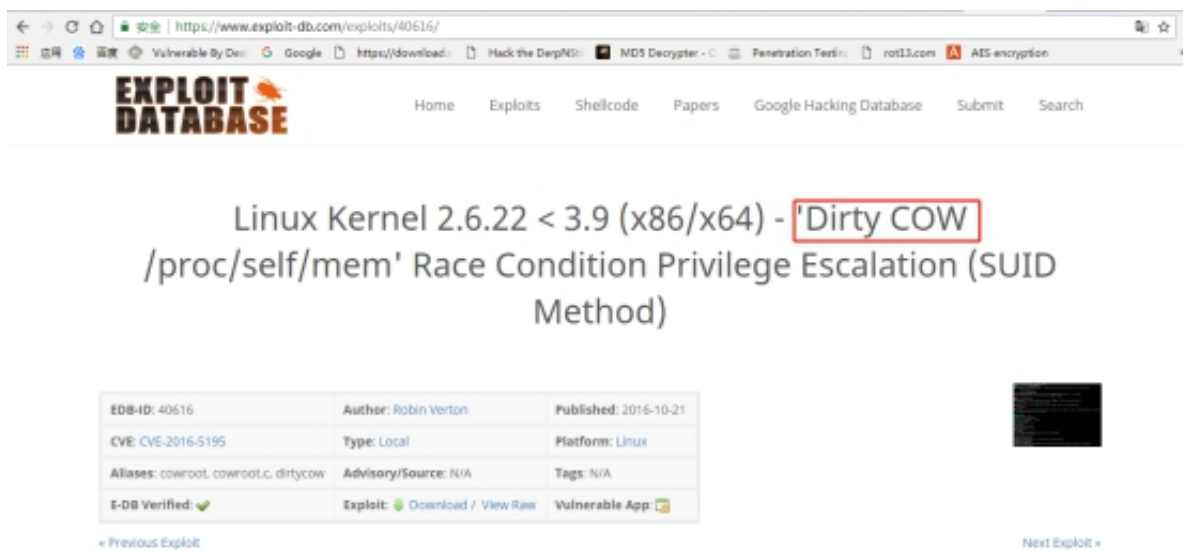 安全 | https://www.exploit-db.com/exploits/40616/
应用 百度 Vulnerable By Des Google https://download. Hack the DerpNSt MD5 Decrypter - C Penetration Testin rot13.com AES encryption
EXPLOIT
DATABASE
Home Exploits Shellcode Papers Google Hacking Database Submit Search
Linux Kernel 2.6.22 < 3.9 (x86/x64) - 'Dirty COW
/proc/self/mem' Race Condition Privilege Escalation (SUID
Method)
EDB-ID: 40616 Author: Robin Verton Published: 2016-10-21
CVE: CVE-2016-5195 Type: Local Platform: Linux
Aliases: cowroot, cowroot.c, dirtycow Advisory/Source: N/A Tags: N/A
E-DB Verified: Exploit: Download / View Raw Vulnerable App:
« Previous Exploit Next Exploit »